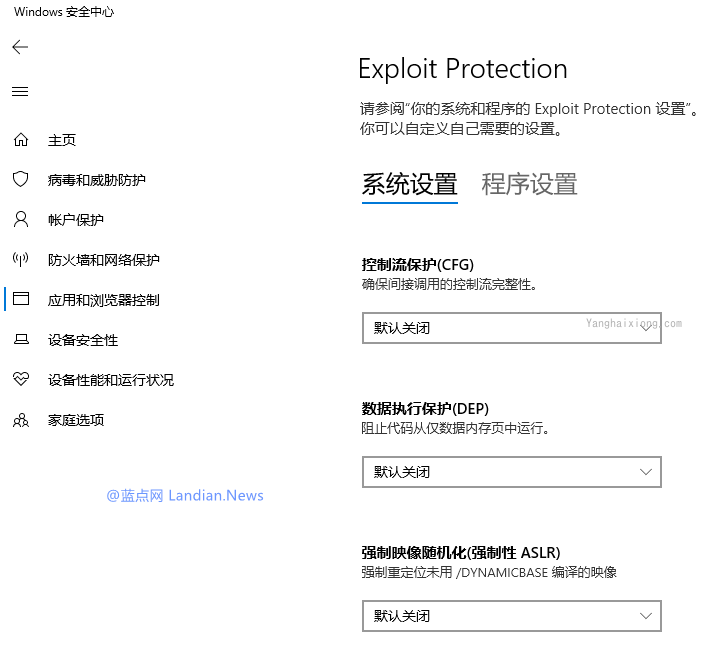 Windows 安全中心
主页
病毒和威胁防护
帐户保护
防火墙和网络保护
应用和浏览器控制
设备安全性
设备性能和运行状况
家庭选项
@蓝点网 Landian.News
Exploit Protection
请参阅“你的系统和程序的 Exploit Protection 设置”。
你可以自定义自己需要的设置。
系统设置 程序设置
控制流保护(CFG)
确保间接调用的控制流完整性。
默认关闭
Yanghaixiong.com
数据执行保护(DEP)
阻止代码从仅数据内存页中运行。
默认关闭
强制映像随机化(强制性 ASLR)
强制重定位未用 /DYNAMICBASE 编译的映像
默认关闭